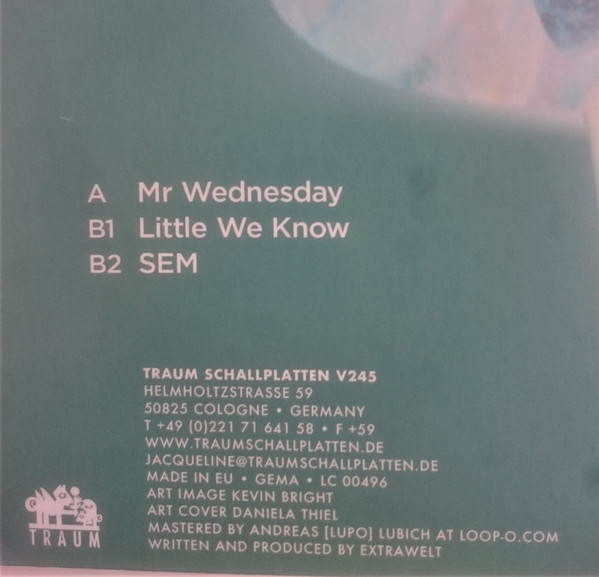 A Mr Wednesday
B1 Little We Know
B2 SEM
TRAUM SCHALLPLATTEN V245
HELMHOLTZSTRASSE 59
50825 COLOGNE • GERMANY
T +49 (0)221 71 641 58 • F +59
WWW.TRAUMSCHALLPLATTEN.DE
JACQUELINE@TRAUMSCHALLPLATTEN.DE
MADE IN EU • GEMA • LC 00496
ART IMAGE KEVIN BRIGHT
ART COVER DANIELA THIEL
MASTERED BY ANDREAS [LUPO] LUBICH AT LOOP-O.COM
WRITTEN AND PRODUCED BY EXTRAWELT
TRAUM